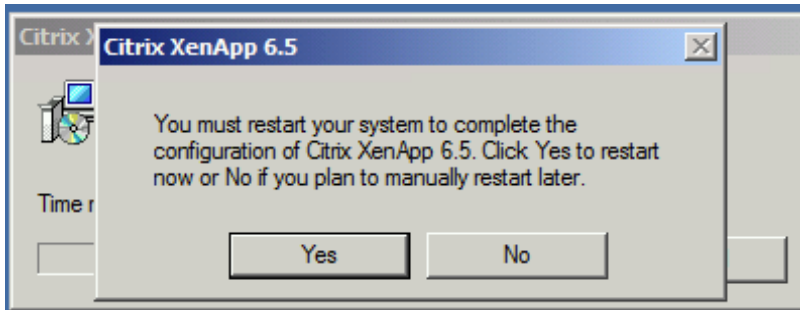 Citrix X
Citrix XenApp 6.5
You must restart your system to complete the
configuration of Citrix XenApp 6.5. Click Yes to restart
now or No if you plan to manually restart later.
Time r
Yes
No